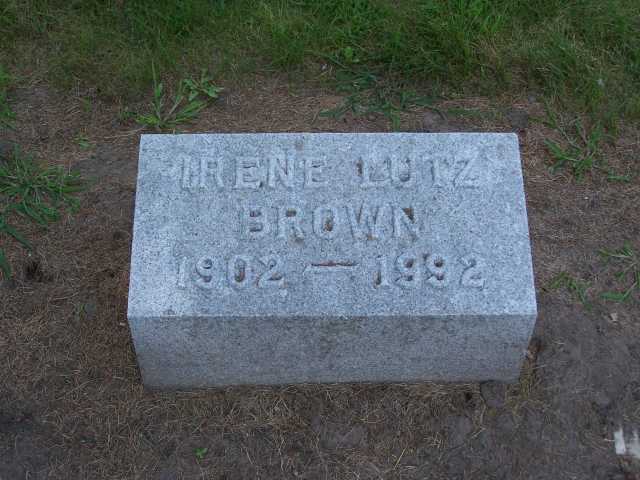 IRENE LUTZ
BROWN
1902 — 1992